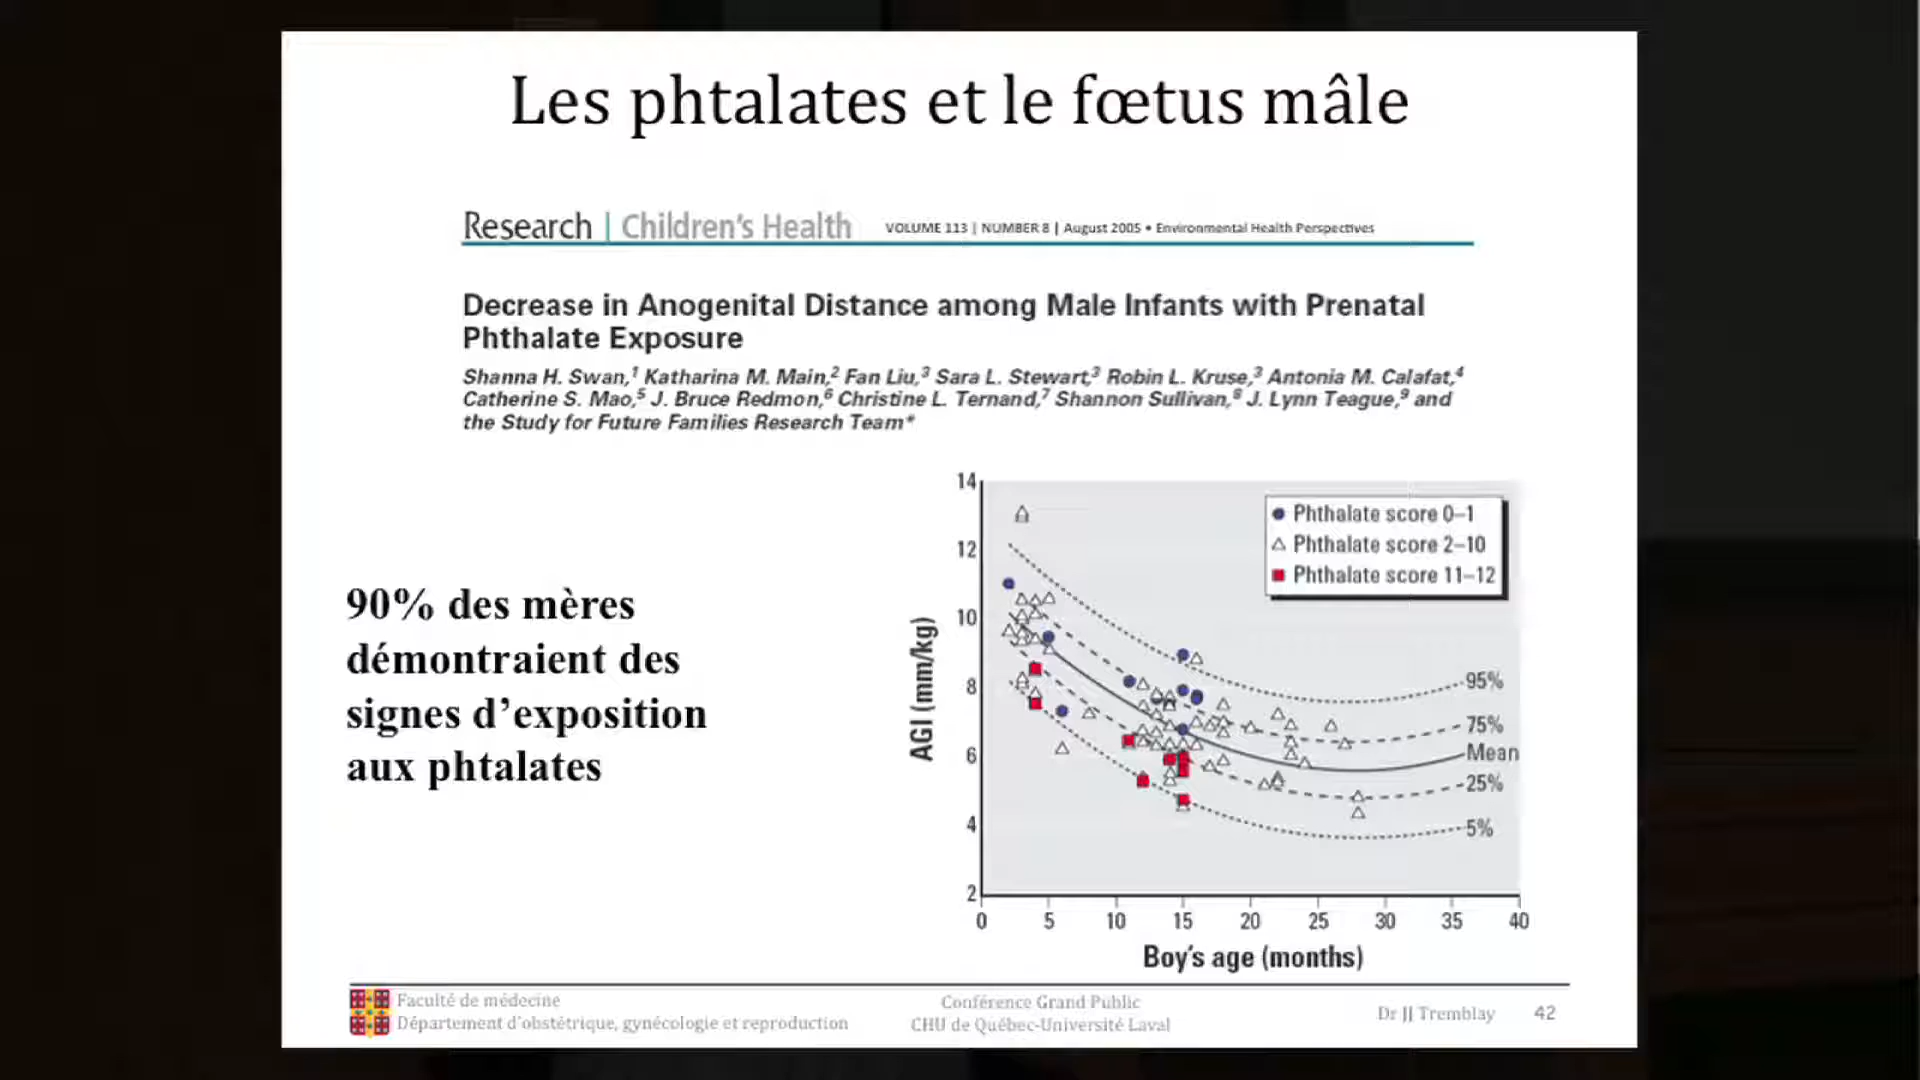 Les phtalates et le fœtus mâle
Research | Children's Health VOLUME 113 | NUMBER 8 | August 2005 • Environmental Health Perspectives
Decrease in Anogenital Distance among Male Infants with Prenatal
Phthalate Exposure
Shanna H. Swan,1 Katharina M. Main,2 Fan Liu,3 Sara L. Stewart,3 Robin L. Kruse,3 Antonia M. Calafat,4
Catherine S. Mao,5 J. Bruce Redmon,6 Christine L. Ternand,7 Shannon Sullivan,8 J. Lynn Teague,9 and
the Study for Future Families Research Team*
90% des mères
démontraient des
signes d'exposition
aux phtalates
14
12
10
8
6
4
2
AGI (mm/kg)
Phthalate score 0–1
Phthalate score 2–10
Phthalate score 11–12
95%
75%
Mean
25%
5%
0 5 10 15 20 25 30 35 40
Boy's age (months)
Faculté de médecine
Département d'obstétrique, gynécologie et reproduction
Conférence Grand Public
CHU de Québec-Université Laval
Dr JJ Tremblay 42